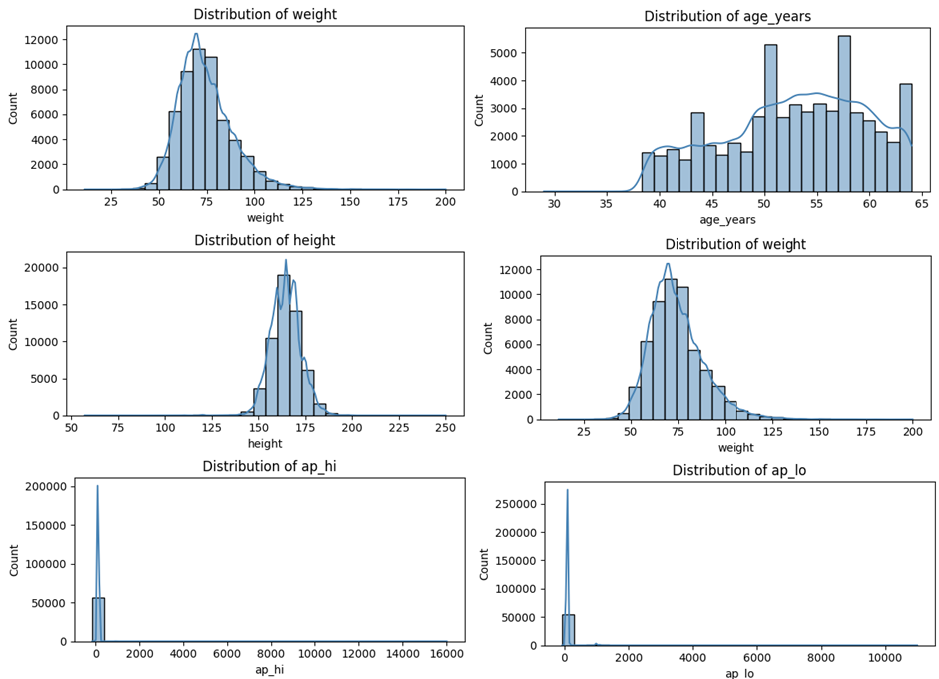 Distribution of weight
12000
10000
8000
6000
4000
2000
0
Count
25 50 75 100 125 150 175 200
weight
Distribution of age_years
5000
4000
3000
2000
1000
0
Count
30 35 40 45 50 55 60 65
age_years
Distribution of height
20000
15000
10000
5000
0
Count
50 75 100 125 150 175 200 225 250
height
Distribution of weight
12000
10000
8000
6000
4000
2000
0
Count
25 50 75 100 125 150 175 200
weight
Distribution of ap_hi
200000
150000
100000
50000
0
Count
0 2000 4000 6000 8000 10000 12000 14000 16000
ap_hi
Distribution of ap_lo
250000
200000
150000
100000
50000
0
Count
0 2000 4000 6000 8000 10000
ap_lo